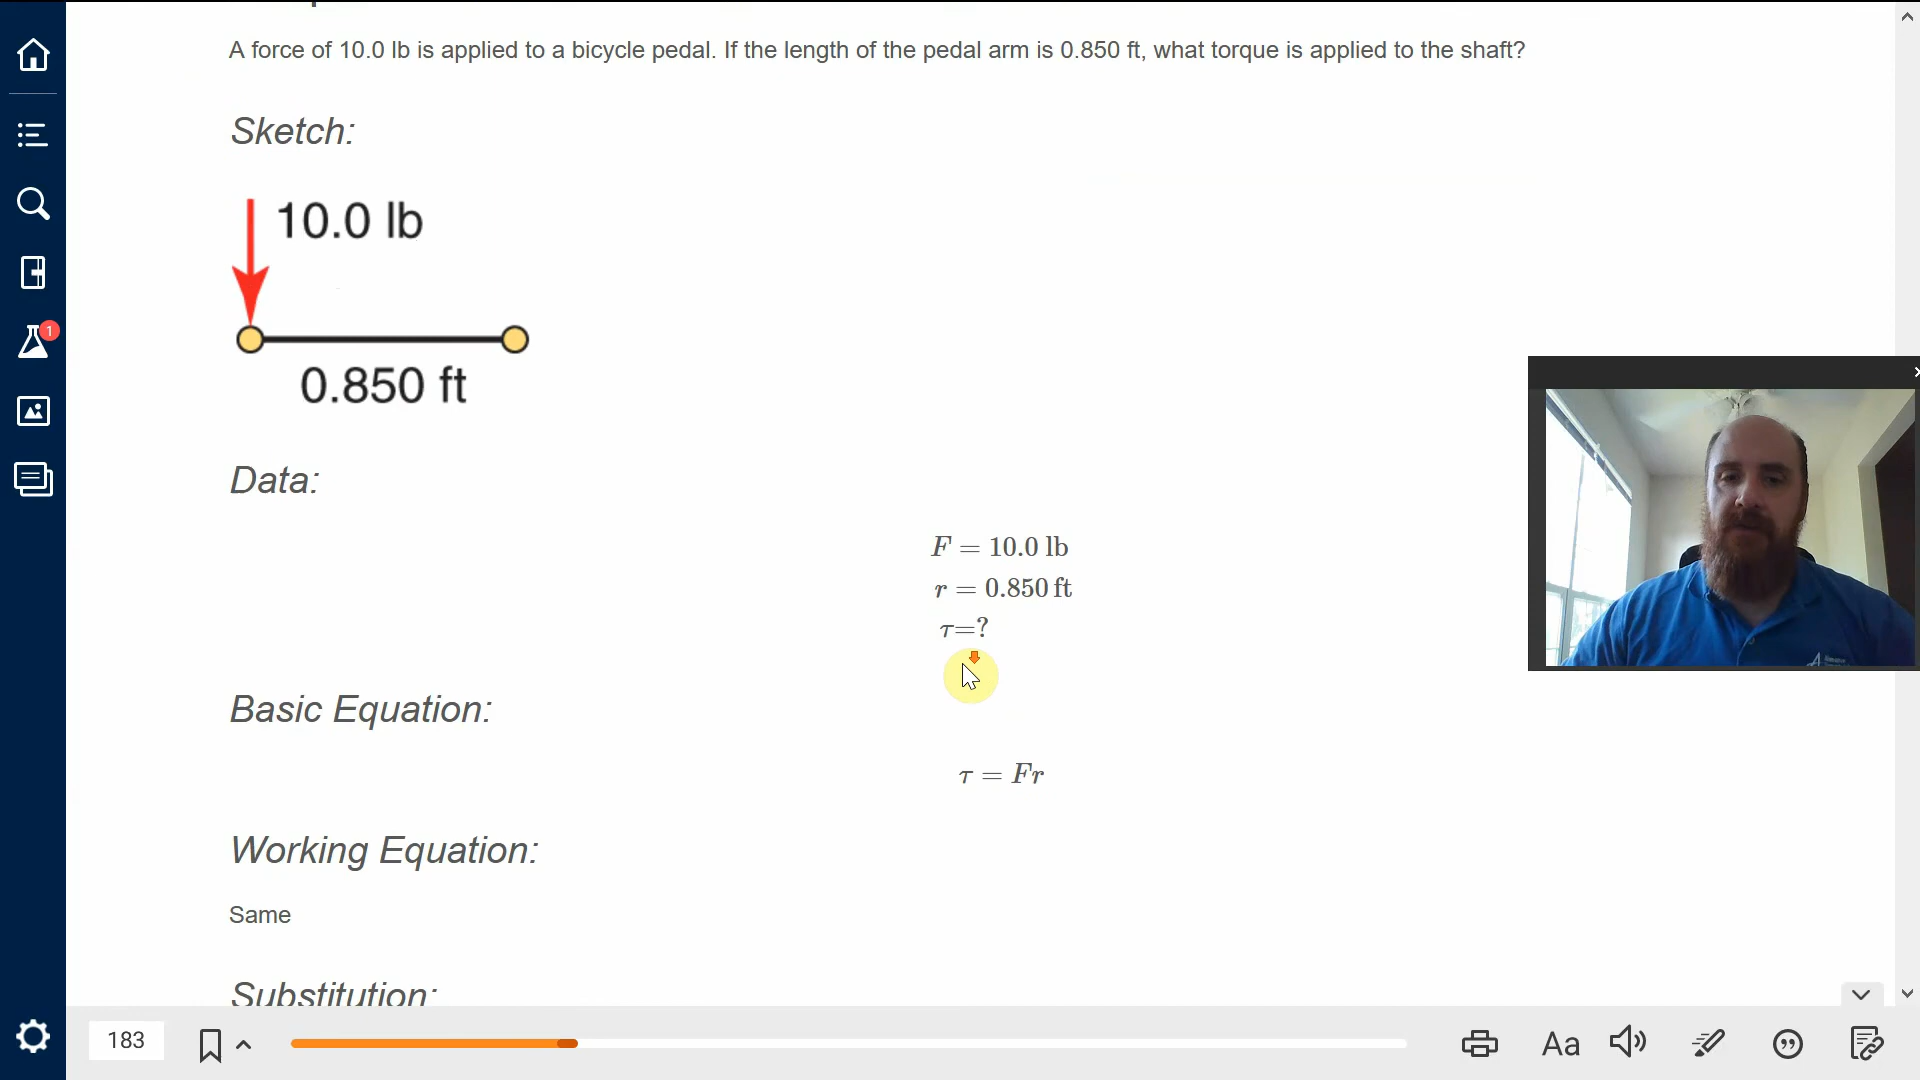 A force of 10.0 lb is applied to a bicycle pedal. If the length of the pedal arm is 0.850 ft, what torque is applied to the shaft?
Sketch:
10.0 lb
0.850 ft
Data:
F = 10.0 lb
r = 0.850 ft
τ=?
Basic Equation:
τ = Fr
Working Equation:
Same
Substitution:
1
183
Aa